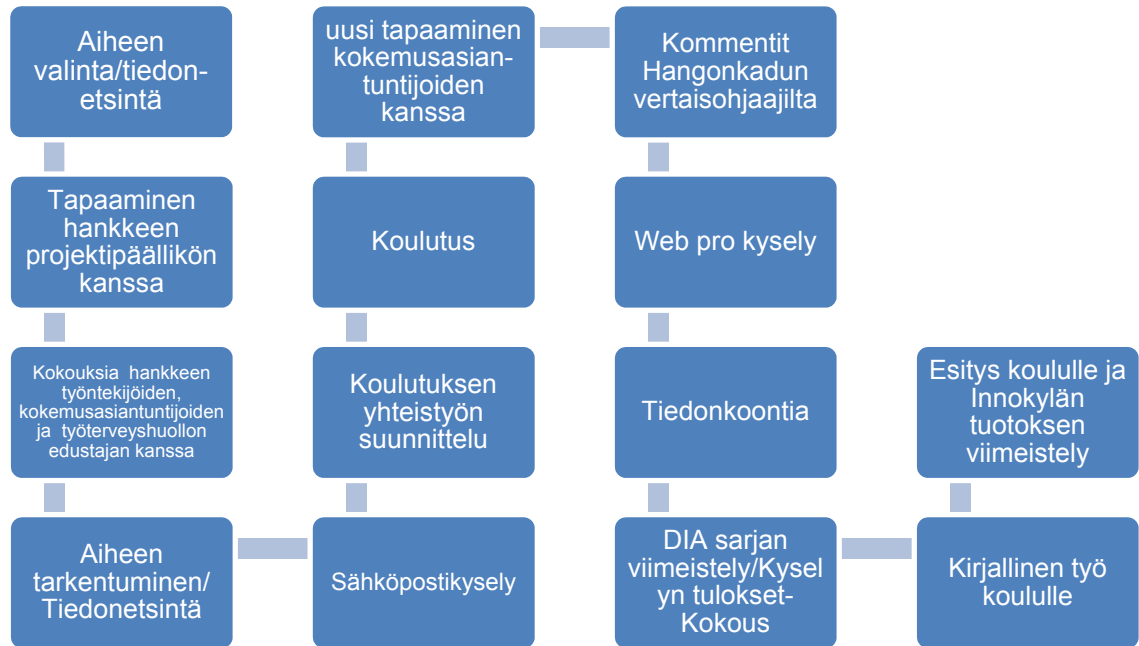 Aiheen
valinta/tiedon-
etsintä
Tapaaminen
hankkeen
projektipäällikön
kanssa
Kokouksia hankkeen
työntekijöiden,
kokemusasiantuntijoiden
ja työterveyshuollon
edustajan kanssa
Aiheen
tarkentuminen/
Tiedonetsintä
Sähköpostikysely
Koulutuksen
yhteistyön
suunnittelu
Koulutus
uusi tapaaminen
kokemusasian-
tuntijoiden
kanssa
Kommentit
Hangonkadun
vertaisohjaajilta
Web pro kysely
Tiedonkoontia
DIA sarjan
viimeistely/Kysel
yn tulokset-
Kokous
Kirjallinen työ
koululle
Esitys koululle ja
Innokylän
tuotoksen
viimeistely